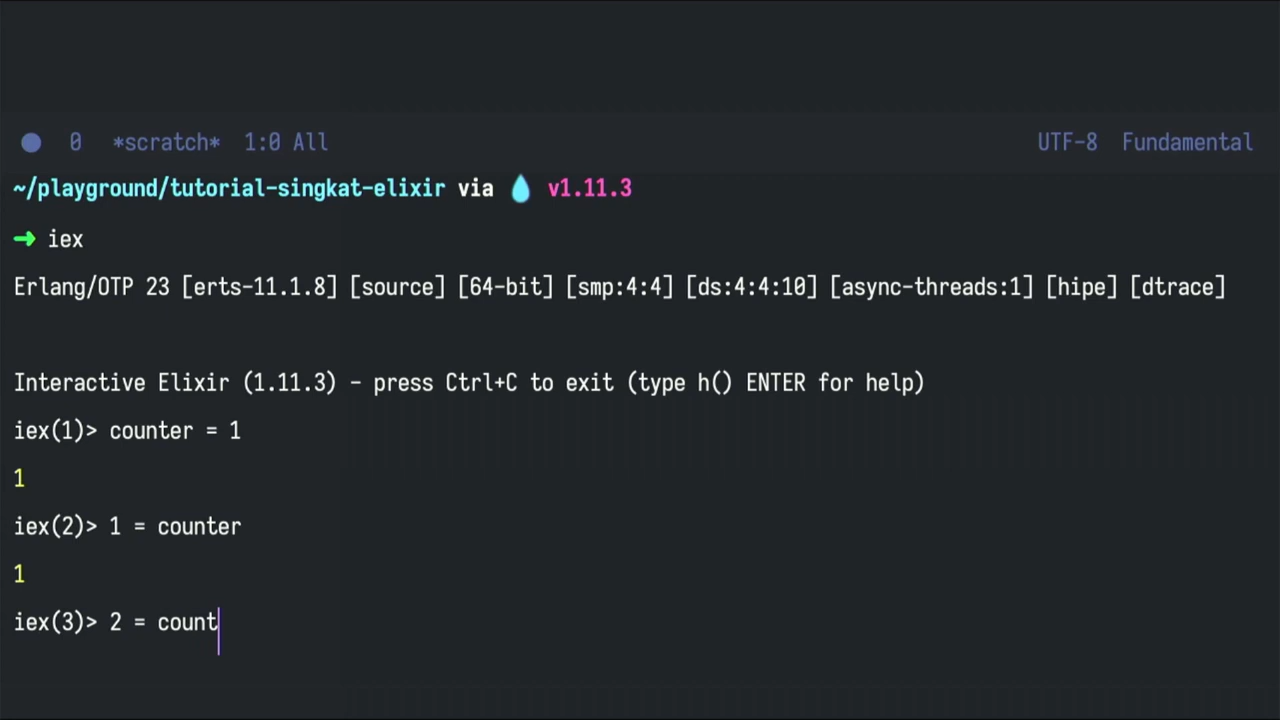 0 *scratch* 1:0 All UTF-8 Fundamental
~/playground/tutorial-singkat-elixir via 💧 v1.11.3
➜ iex
Erlang/OTP 23 [erts-11.1.8] [source] [64-bit] [smp:4:4] [ds:4:4:10] [async-threads:1] [hipe] [dtrace]
Interactive Elixir (1.11.3) - press Ctrl+C to exit (type h() ENTER for help)
iex(1)> counter = 1
1
iex(2)> 1 = counter
1
iex(3)> 2 = count